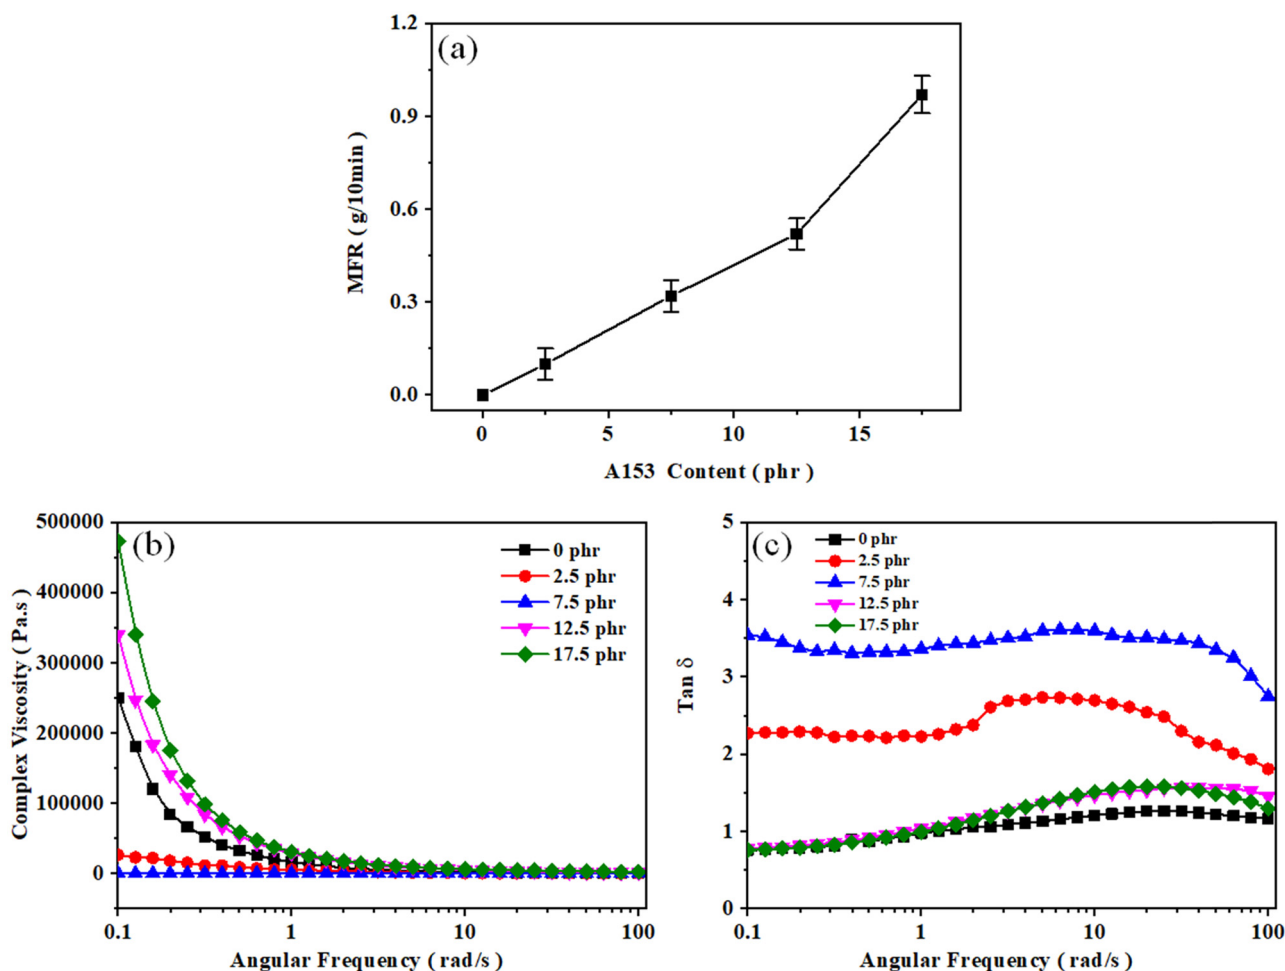 (a)
MFR ( g/10min )
1.2
0.9
0.6
0.3
0.0
0 5 10 15
A153 Content ( phr )
(b)
Complex Viscosity ( Pa.s )
500000
400000
300000
200000
100000
0
0 phr
2.5 phr
7.5 phr
12.5 phr
17.5 phr
0.1 1 10 100
Angular Frequency ( rad/s )
(c)
Tan δ
5
4
3
2
1
0
0 phr
2.5 phr
7.5 phr
12.5 phr
17.5 phr
0.1 1 10 100
Angular Frequency ( rad/s )